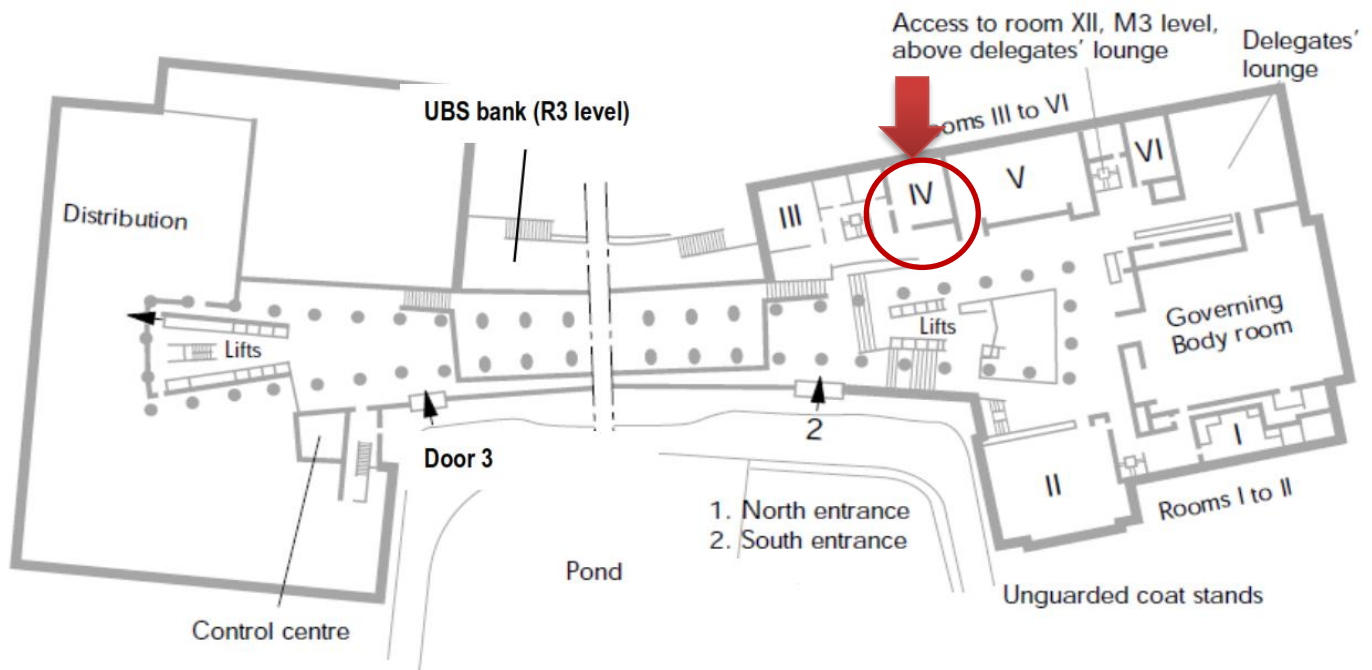 Access to room XII, M3 level,
above delegates' lounge
Delegates'
lounge
UBS bank (R3 level)
ooms III to VI
VI
V
IV
III
Distribution
Governing
Body room
Lifts
Lifts
2
I
II
Door 3
Rooms I to II
1. North entrance
2. South entrance
Pond
Unguarded coat stands
Control centre